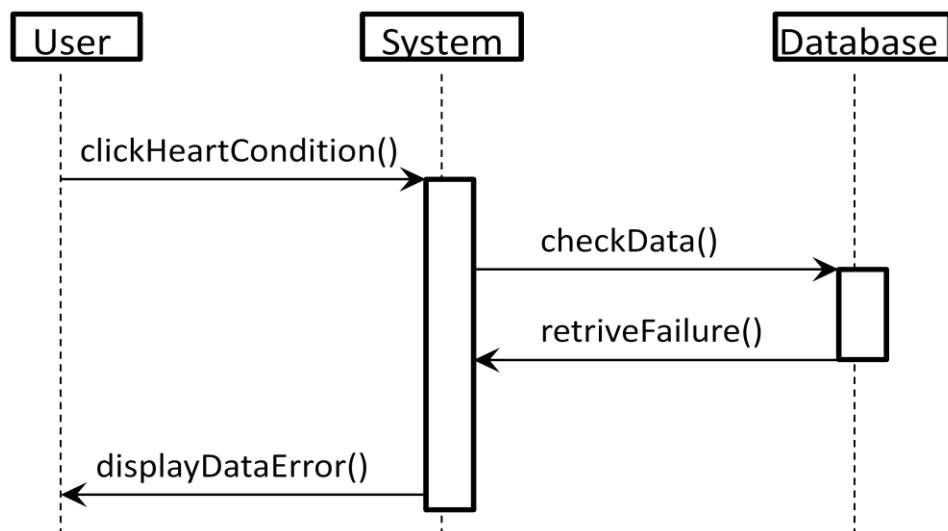 User
System
Database
clickHeartCondition()
checkData()
retriveFailure()
displayDataError()